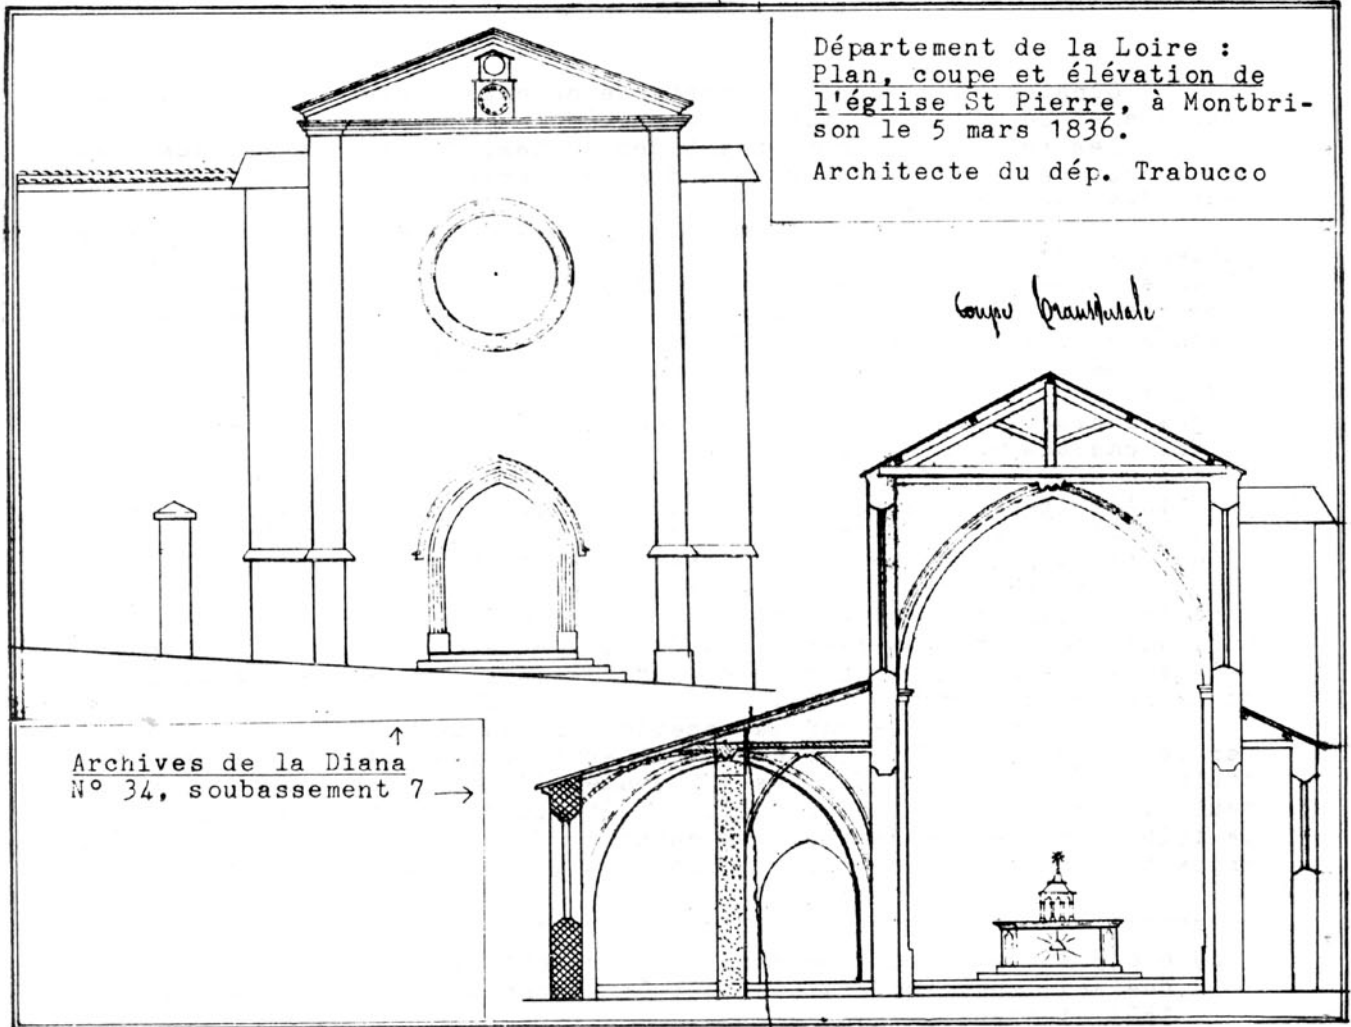 Département de la Loire :
Plan, coupe et élévation de
l'église St Pierre, à Montbri-
son le 5 mars 1836.
Architecte du dép. Trabucco
Coupe Transversale
↑
Archives de la Diana
N° 34, soubassement 7 →